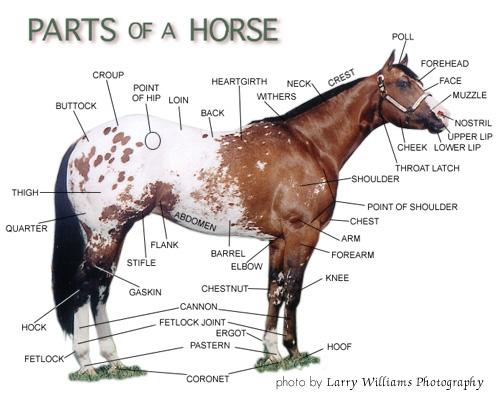 PARTS OF A HORSE
POLL
FOREHEAD
FACE
MUZZLE
NOSTRIL
UPPER LIP
LOWER LIP
CHEEK
THROAT LATCH
CREST
NECK
WITHERS
HEARTGIRTH
BACK
LOIN
POINT
OF HIP
CROUP
BUTTOCK
THIGH
QUARTER
SHOULDER
POINT OF SHOULDER
CHEST
ARM
FOREARM
KNEE
ABDOMEN
FLANK
STIFLE
BARREL
ELBOW
GASKIN
CHESTNUT
HOCK
CANNON
FETLOCK JOINT
ERGOT
FETLOCK
PASTERN
HOOF
CORONET
photo by Larry Williams Photography